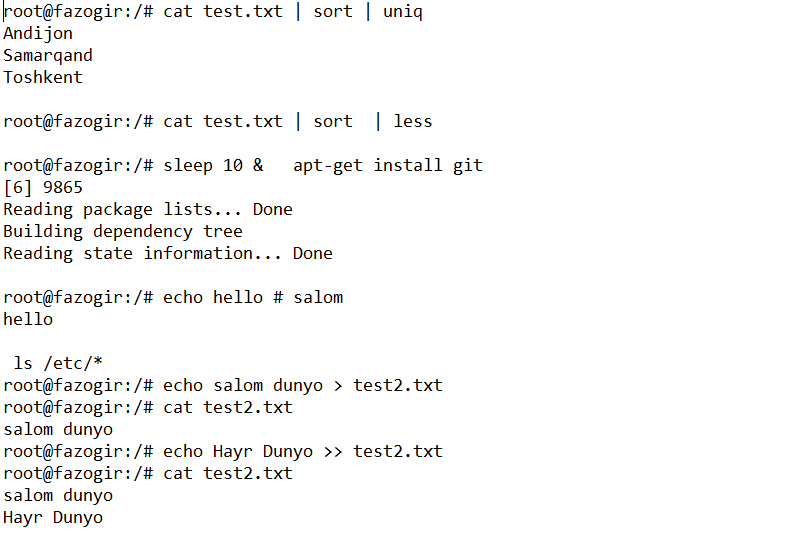 root@fazogir:/# cat test.txt | sort | uniq
Andijon
Samarqand
Toshkent
root@fazogir:/# cat test.txt | sort  | less
root@fazogir:/# sleep 10 &   apt-get install git
[6] 9865
Reading package lists... Done
Building dependency tree
Reading state information... Done
root@fazogir:/# echo hello # salom
hello
 ls /etc/*
root@fazogir:/# echo salom dunyo > test2.txt
root@fazogir:/# cat test2.txt
salom dunyo
root@fazogir:/# echo Hayr Dunyo >> test2.txt
root@fazogir:/# cat test2.txt
salom dunyo
Hayr Dunyo